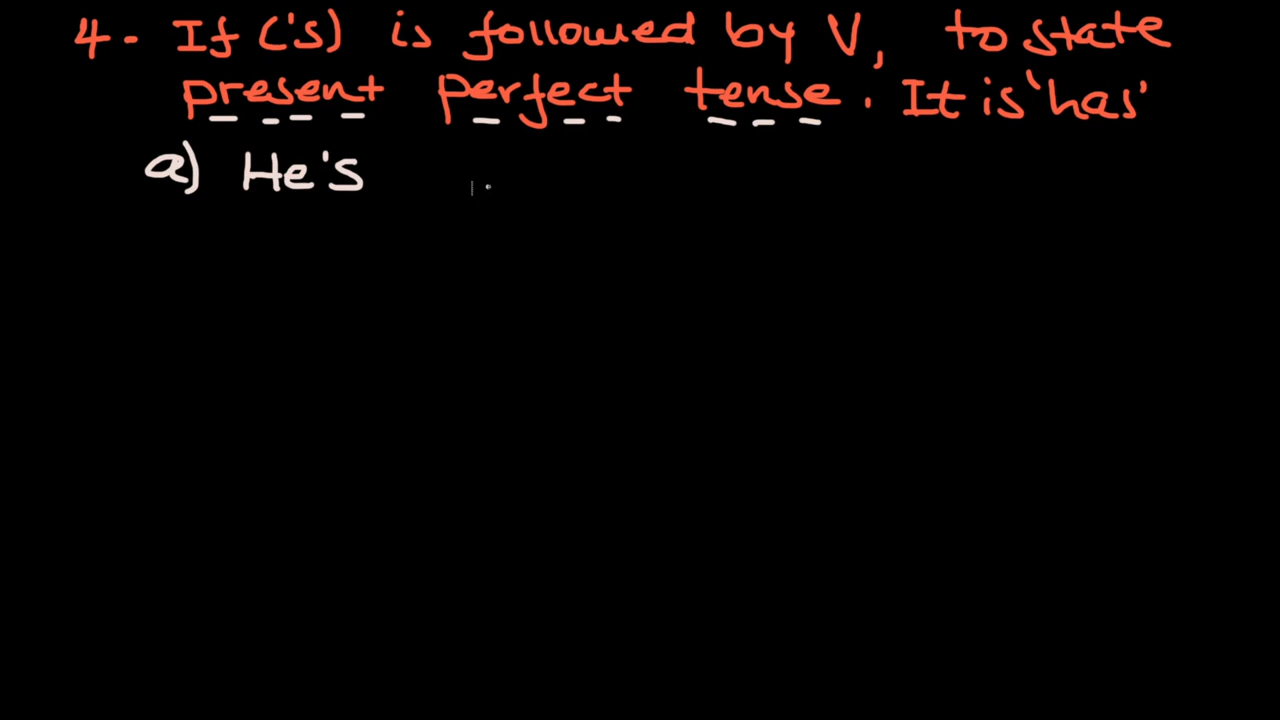 4- If ('s) is followed by V, to state
present perfect tense. It is 'has'
a) He's